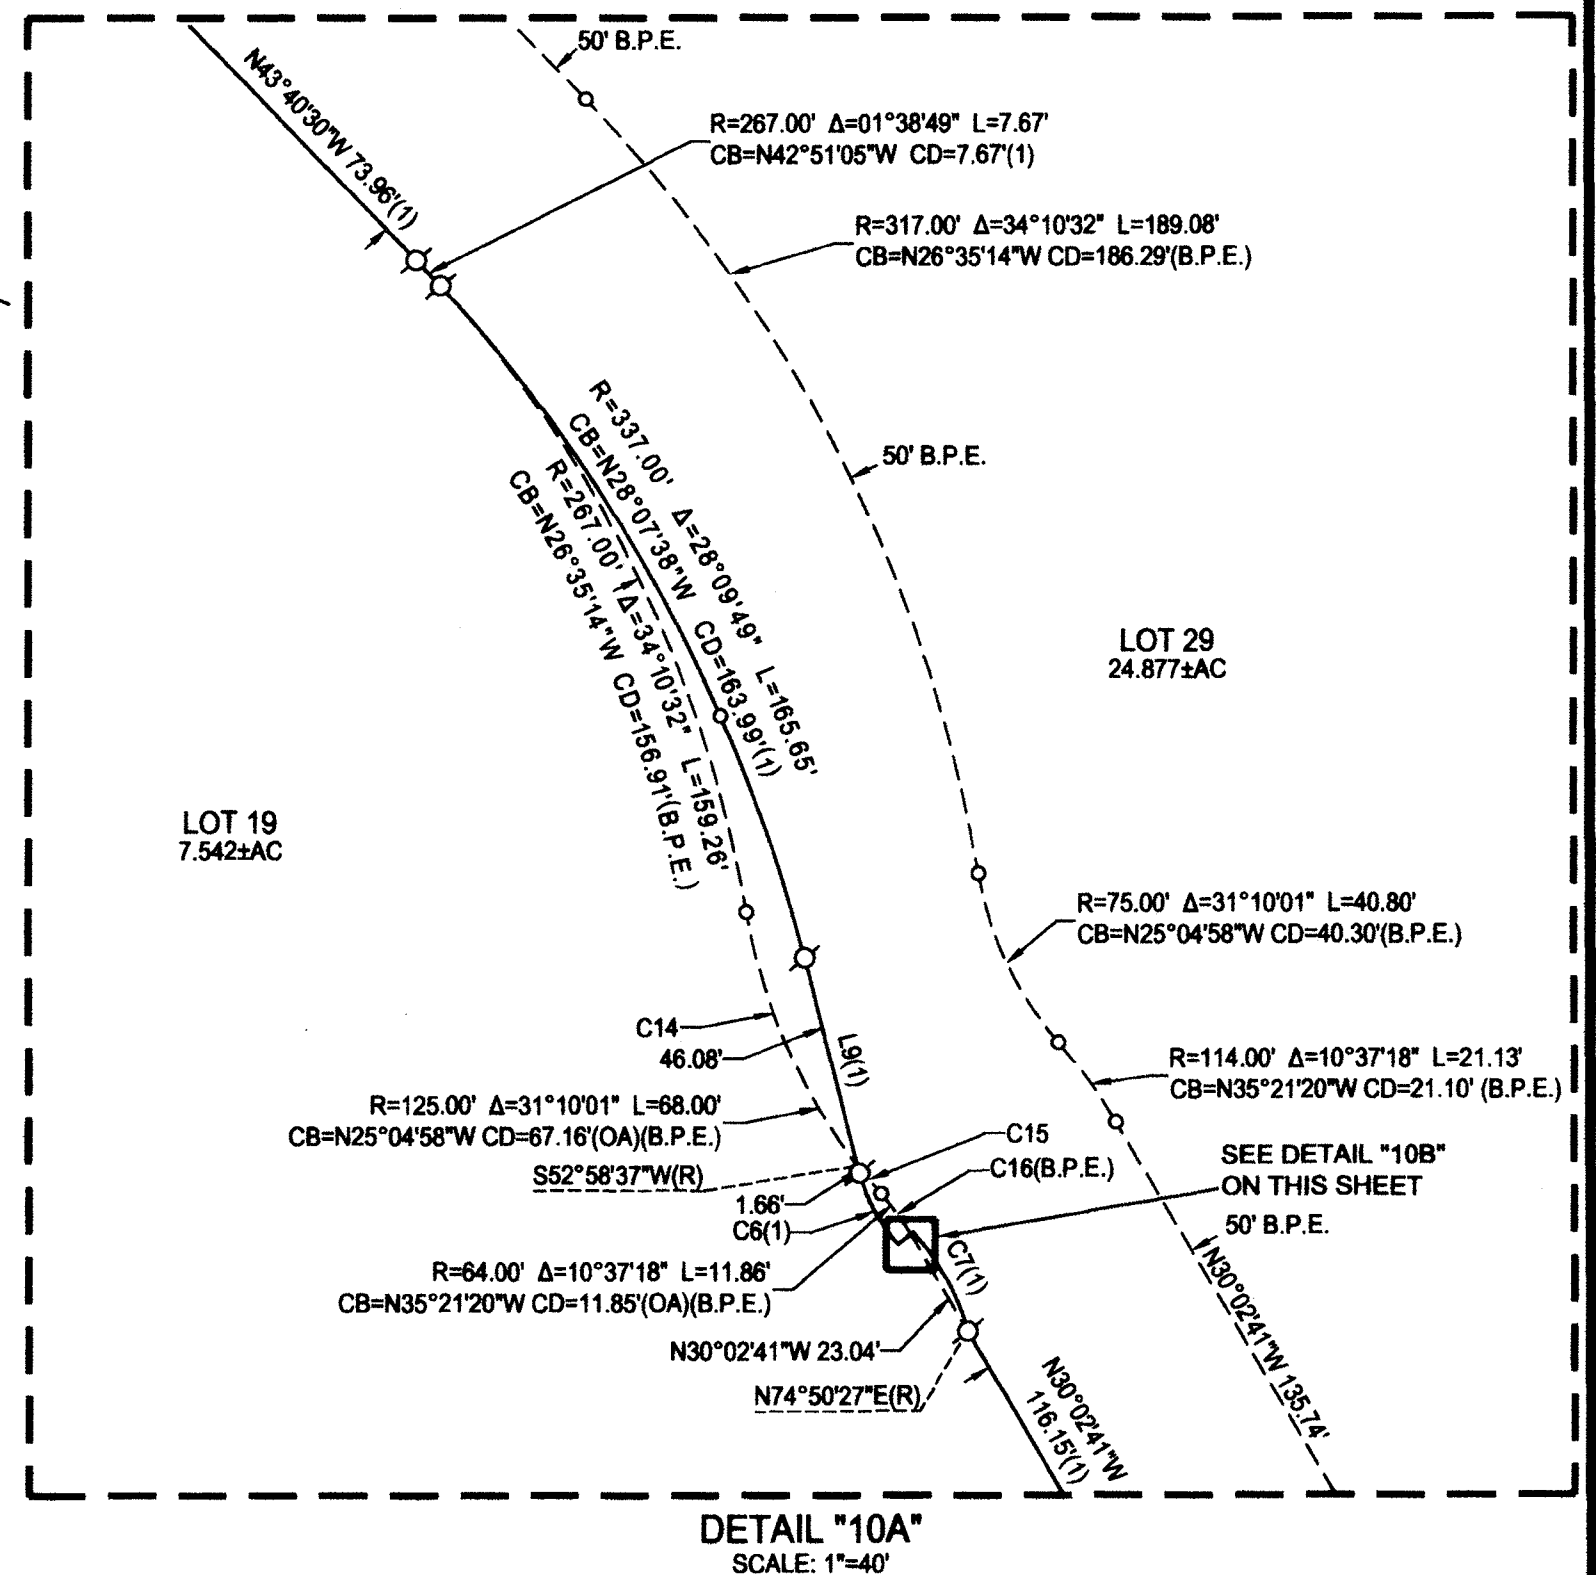 50' B.P.E.
N43°40'30"W 73.96'(1)
R=267.00' Δ=01°38'49" L=7.67'
CB=N42°51'05"W CD=7.67'(1)
R=317.00' Δ=34°10'32" L=189.08'
CB=N26°35'14"W CD=186.29'(B.P.E.)
R=337.00' Δ=28°09'49" L=165.65'
CB=N28°07'38"W CD=163.99'(1)
R=267.00' Δ=34°10'32" L=159.26'
CB=N26°35'14"W CD=156.91'(B.P.E.)
50' B.P.E.
LOT 29
24.877±AC
LOT 19
7.542±AC
R=75.00' Δ=31°10'01" L=40.80'
CB=N25°04'58"W CD=40.30'(B.P.E.)
C14
46.08'
L9(1)
R=114.00' Δ=10°37'18" L=21.13'
CB=N35°21'20"W CD=21.10' (B.P.E.)
R=125.00' Δ=31°10'01" L=68.00'
CB=N25°04'58"W CD=67.16'(OA)(B.P.E.)
C15
C16(B.P.E.)
SEE DETAIL "10B"
ON THIS SHEET
S52°58'37"W(R)
1.66'
C6(1)
50' B.P.E.
C7(1)
R=64.00' Δ=10°37'18" L=11.86'
CB=N35°21'20"W CD=11.85'(OA)(B.P.E.)
N30°02'41"W 23.04'
N74°50'27"E(R)
N30°02'41"W
116.15'(1)
N30°02'41"W 135.74'
DETAIL "10A"
SCALE: 1"=40'